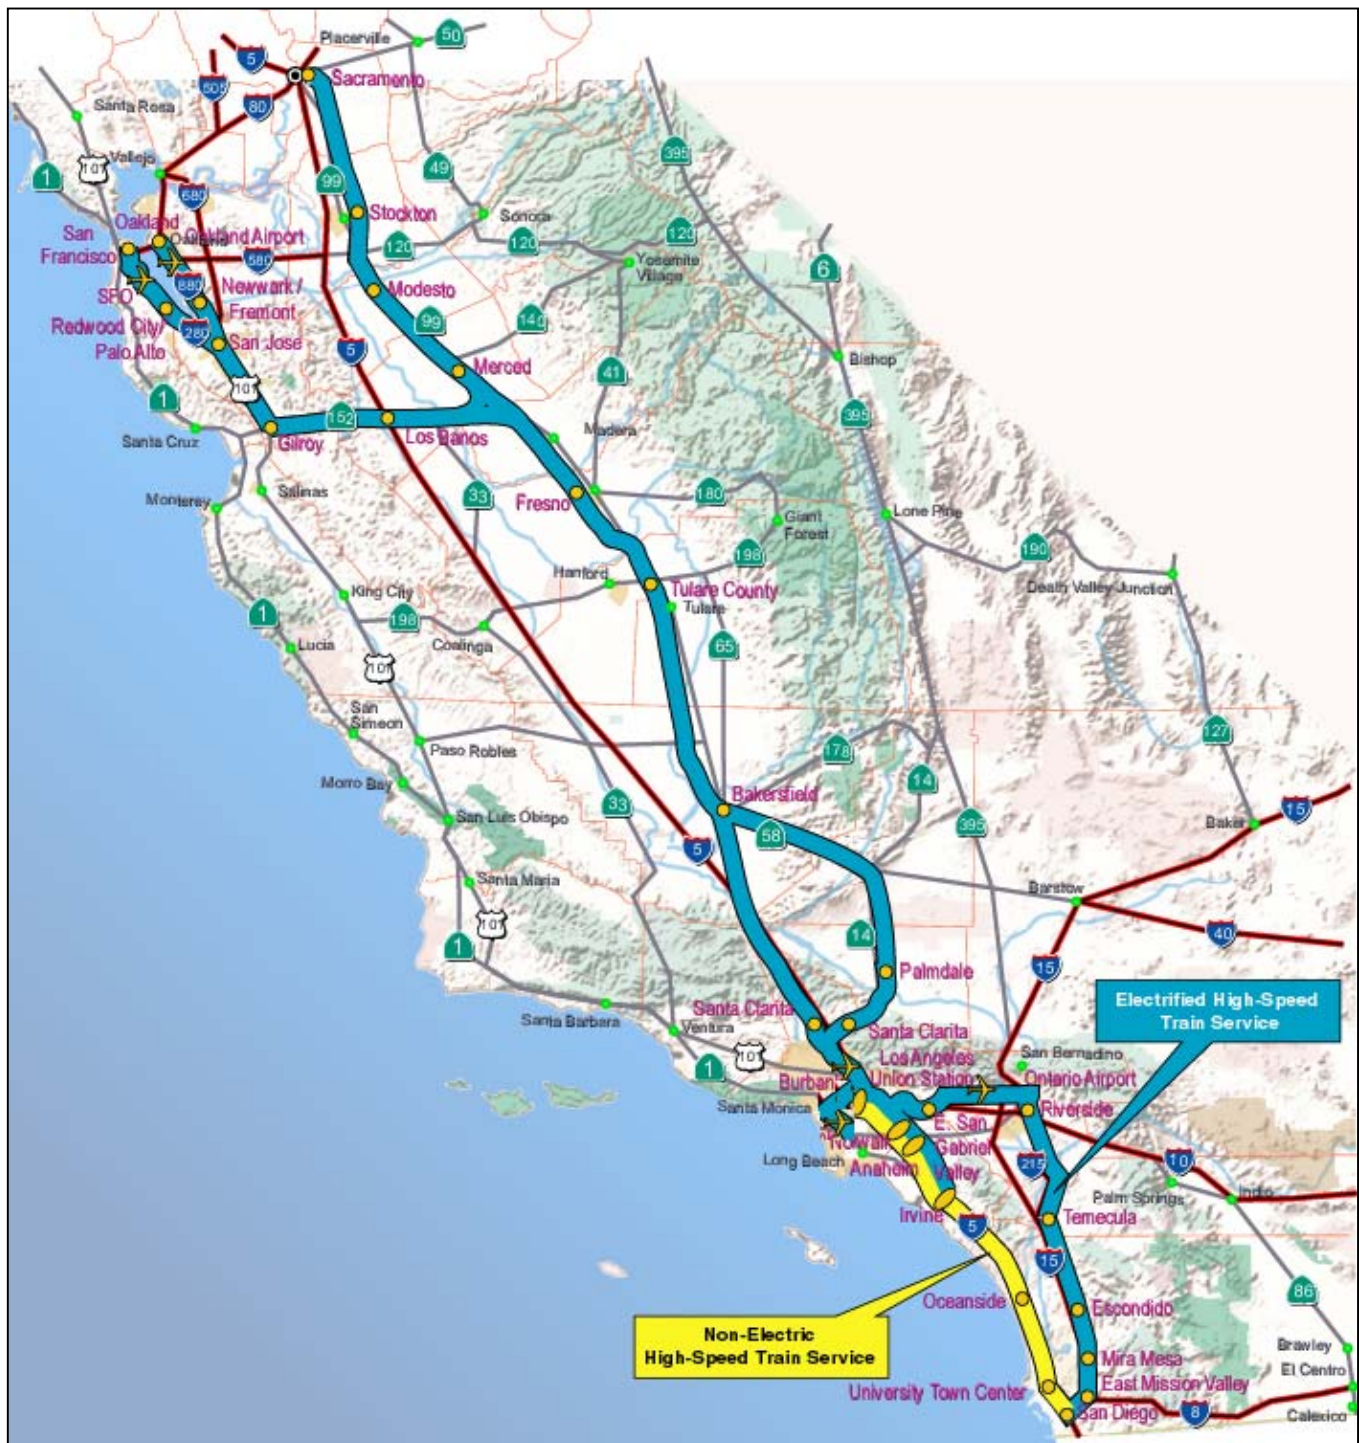 Placerville
50
5
Sacramento
505
80
Santa Rosa
101
Vallejo
1
680
99
49
395
Stockton
Sonora
Oakland
Oakland Airport
San
Francisco
120
120
120
580
Yosemite
Village
6
SFO
880
Newwark /
Fremont
Modesto
99
140
Redwood City/
Palo Alto
280
San Jose
5
Merced
41
Bishop
101
1
152
395
Santa Cruz
Gilroy
Los Banos
Madera
Salinas
Monterey
33
Fresno
180
Giant
Forest
Lone Pine
198
190
Hanford
Tulare County
Tulare
Death Valley Junction
King City
1
198
Coalinga
Lucia
101
65
San
Simeon
Paso Robles
178
127
Morro Bay
14
Bakersfield
33
58
395
15
San Luis Obispo
Baker
5
Santa Maria
Barstow
101
1
14
40
15
Palmdale
Electrified High-Speed
Train Service
Santa Clarita
Santa Clarita
Santa Barbara
Ventura
101
Los Angeles
Union Station
San Bernardino
1
Burbank
Ontario Airport
Santa Monica
Riverside
E. San
Gabriel
Valley
Norwalk
Long Beach
Anaheim
215
10
Palm Springs
Indio
Irvine
5
Temecula
15
86
Oceanside
Escondido
Non-Electric
High-Speed Train Service
Brawley
Mira Mesa
El Centro
University Town Center
East Mission Valley
San Diego
8
Calexico